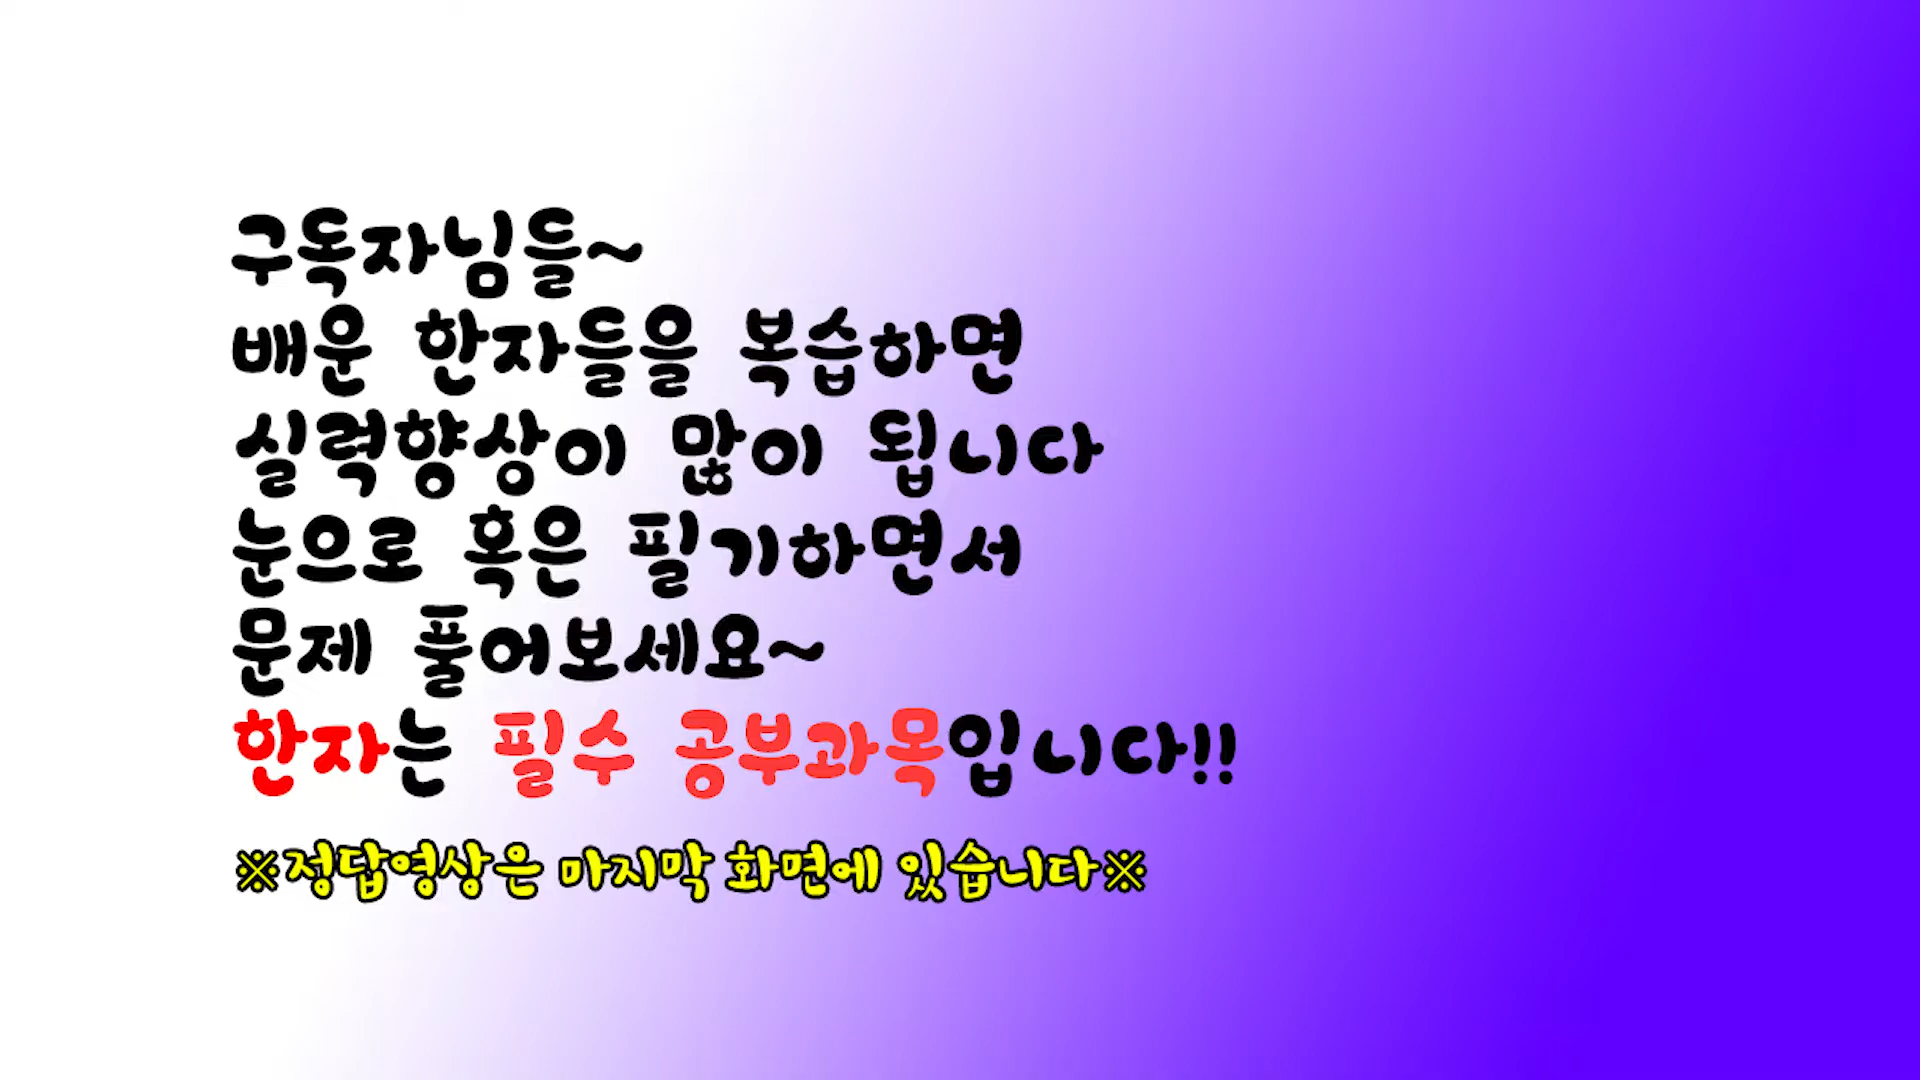 구독자님들~
배운 한자들을 복습하면
실력향상이 많이 됩니다
눈으로 혹은 필기하면서
문제 풀어보세요~
한자는 필수 공부과목입니다!!
※정답영상은 마지막 화면에 있습니다※